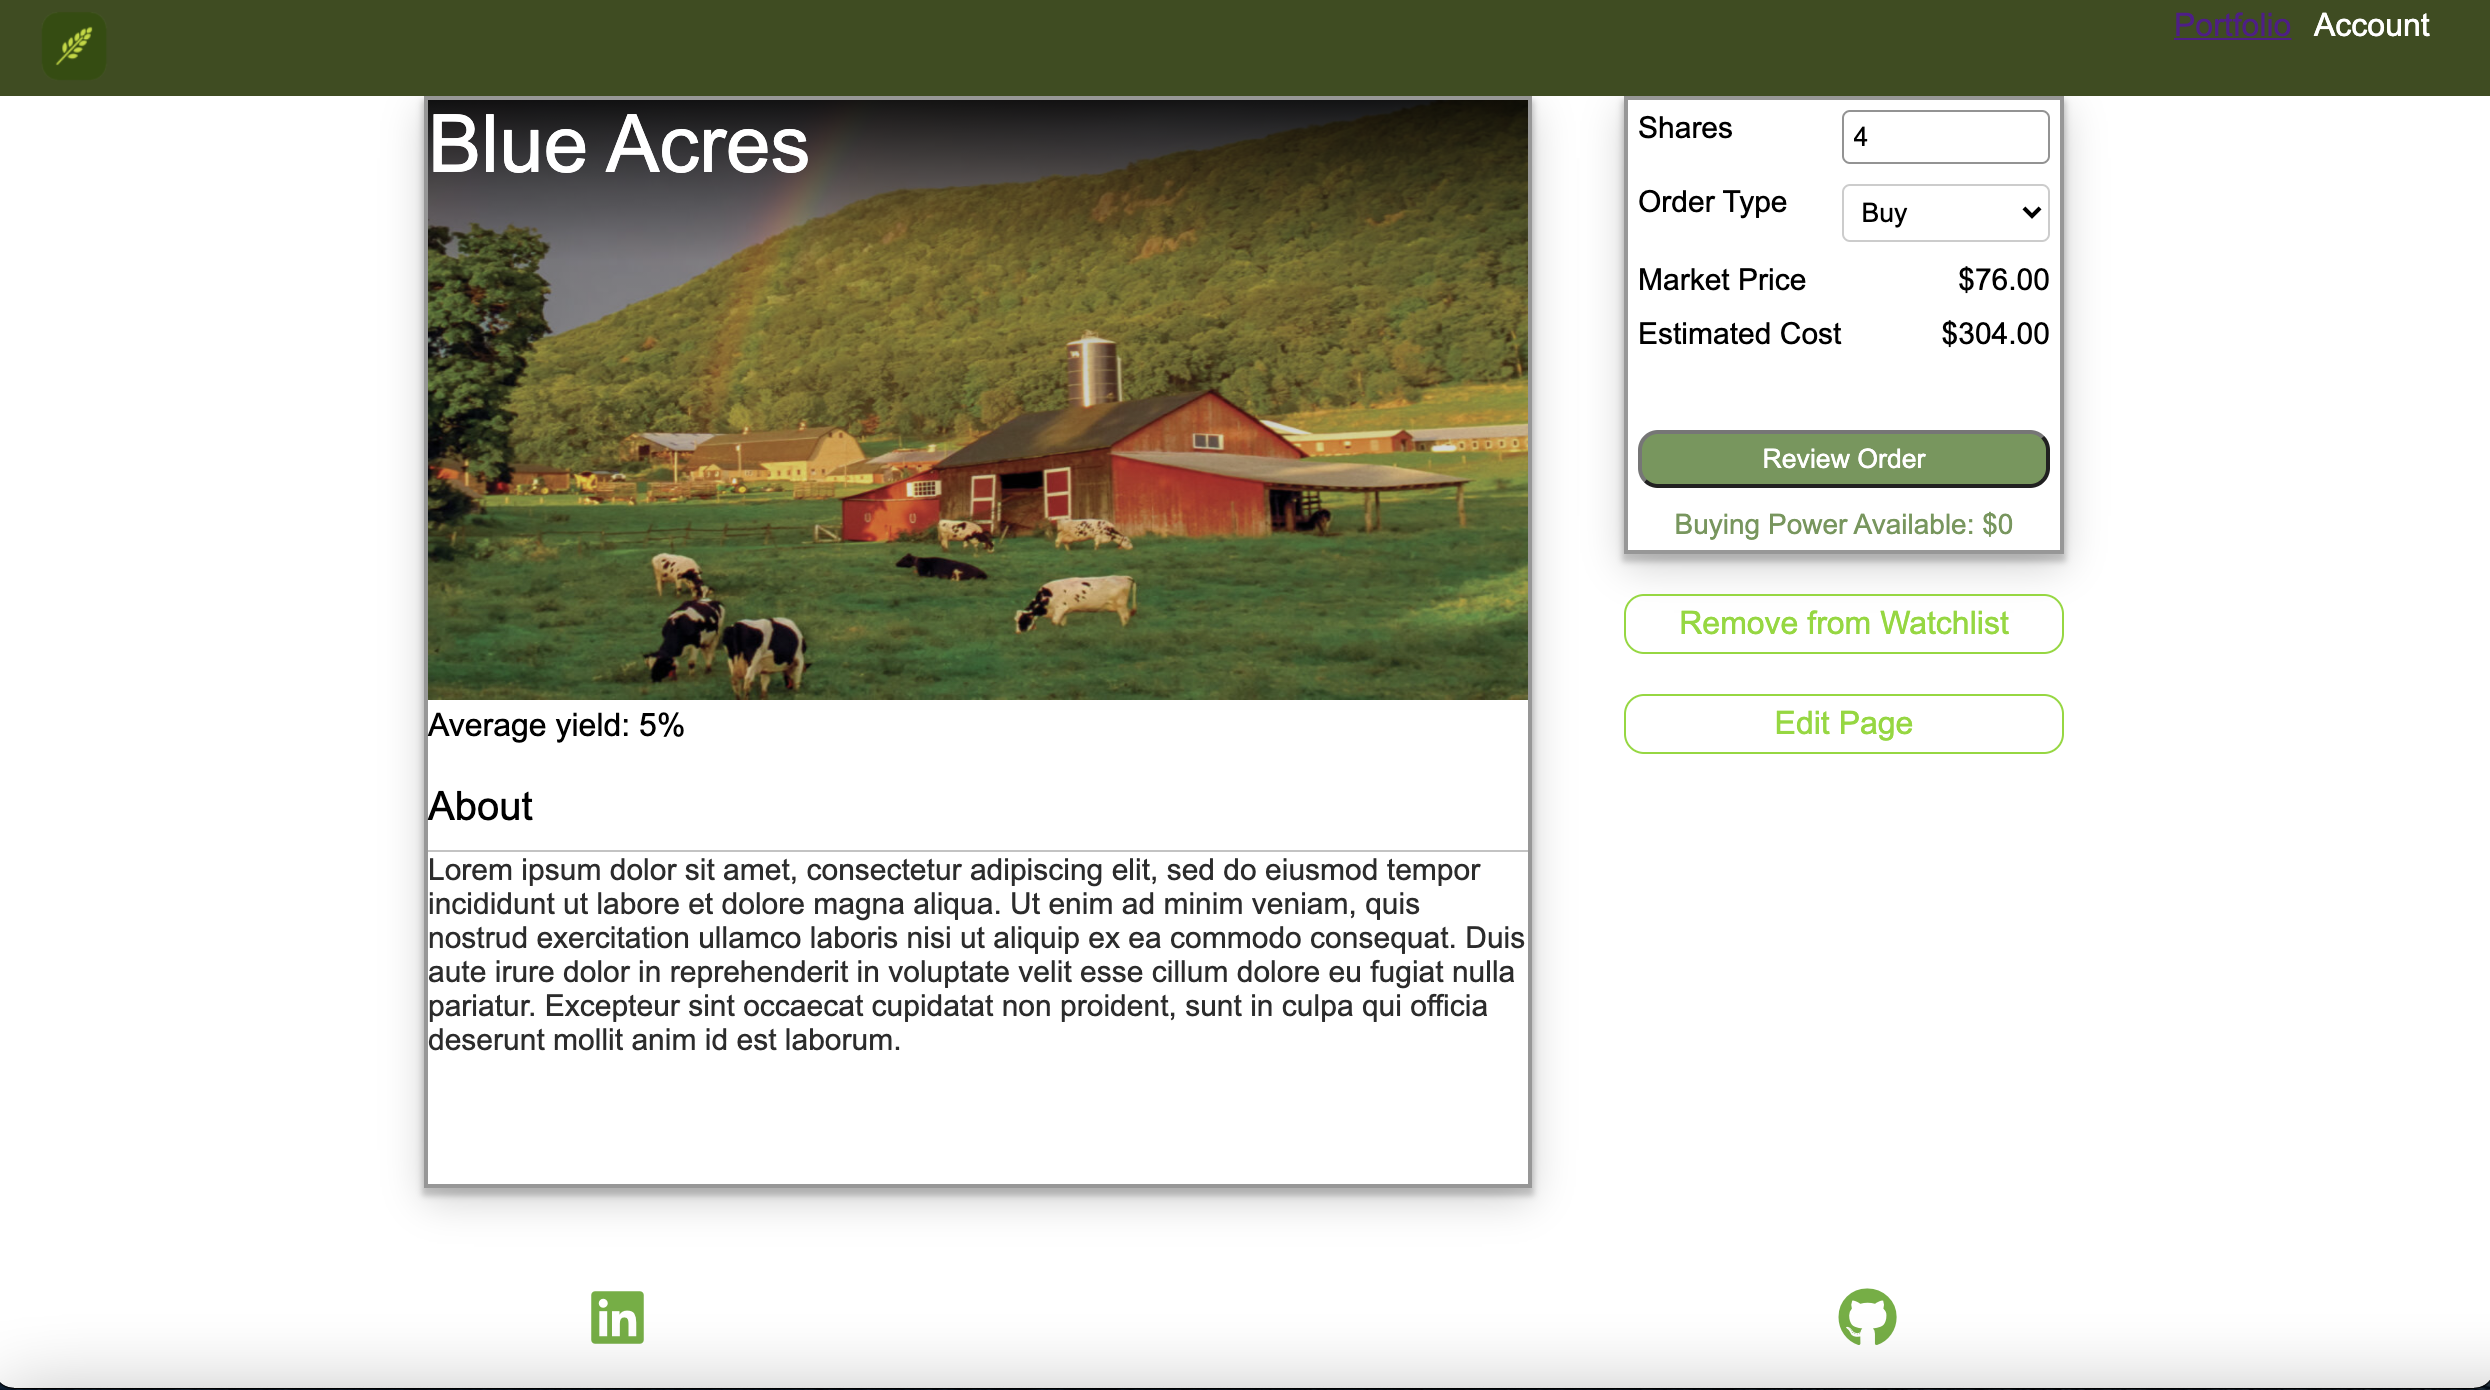 Portfolio Account
Blue Acres
Average yield: 5%
About
Lorem ipsum dolor sit amet, consectetur adipiscing elit, sed do eiusmod tempor
incididunt ut labore et dolore magna aliqua. Ut enim ad minim veniam, quis
nostrud exercitation ullamco laboris nisi ut aliquip ex ea commodo consequat. Duis
aute irure dolor in reprehenderit in voluptate velit esse cillum dolore eu fugiat nulla
pariatur. Excepteur sint occaecat cupidatat non proident, sunt in culpa qui officia
deserunt mollit anim id est laborum.
Shares 4
Order Type Buy
Market Price $76.00
Estimated Cost $304.00
Review Order
Buying Power Available: $0
Remove from Watchlist
Edit Page
in